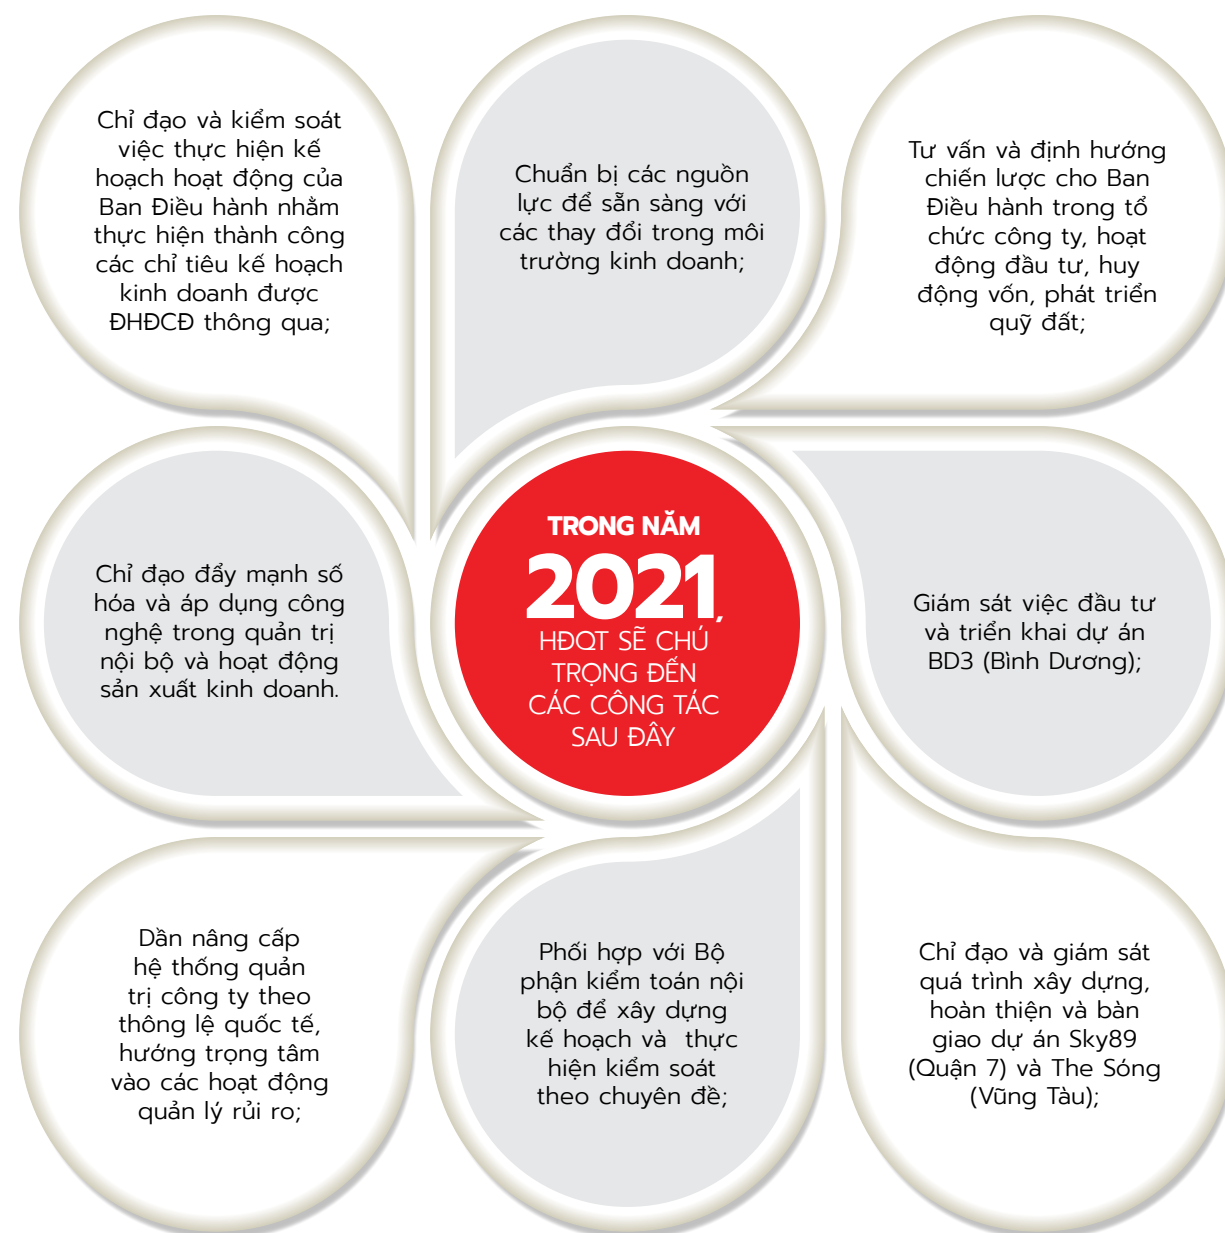 Chỉ đạo và kiểm soát
việc thực hiện kế
hoạch hoạt động của
Ban Điều hành nhằm
thực hiện thành công
các chỉ tiêu kế hoạch
kinh doanh được
ĐHĐCĐ thông qua;
Chuẩn bị các nguồn
lực để sẵn sàng với
các thay đổi trong môi
trường kinh doanh;
Tư vấn và định hướng
chiến lược cho Ban
Điều hành trong tổ
chức công ty, hoạt
động đầu tư, huy
động vốn, phát triển
quỹ đất;
Chỉ đạo đẩy mạnh số
hóa và áp dụng công
nghệ trong quản trị
nội bộ và hoạt động
sản xuất kinh doanh.
TRONG NĂM
2021,
HĐQT SẼ CHÚ
TRỌNG ĐẾN
CÁC CÔNG TÁC
SAU ĐÂY
Giám sát việc đầu tư
và triển khai dự án
BD3 (Bình Dương);
Dần nâng cấp
hệ thống quản
trị công ty theo
thông lệ quốc tế,
hướng trọng tâm
vào các hoạt động
quản lý rủi ro;
Phối hợp với Bộ
phận kiểm toán nội
bộ để xây dựng
kế hoạch và  thực
hiện kiểm soát
theo chuyên đề;
Chỉ đạo và giám sát
quá trình xây dựng,
hoàn thiện và bàn
giao dự án Sky89
(Quận 7) và The Sóng
(Vũng Tàu);